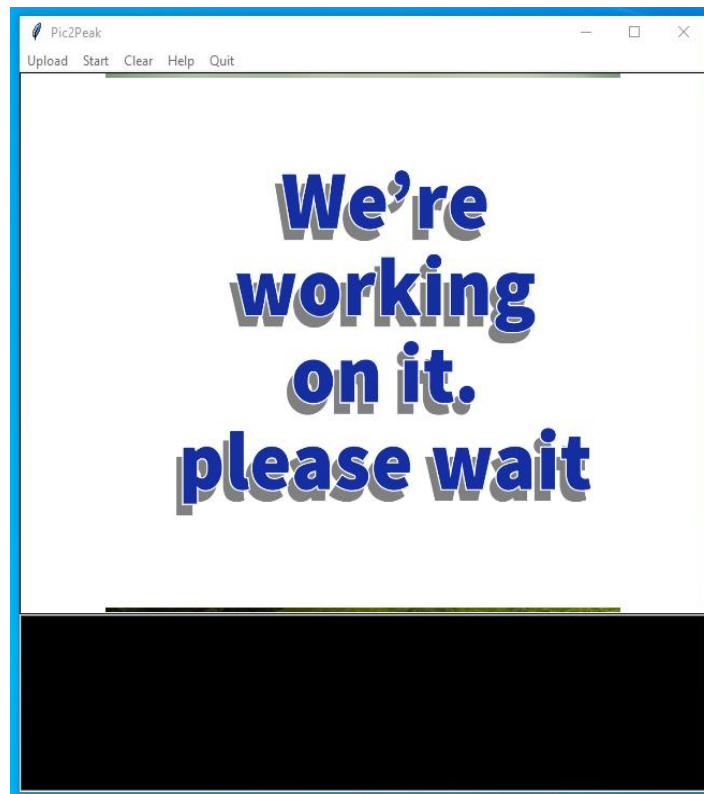 Pic2Peak
Upload Start Clear Help Quit
We're
working
on it.
please wait